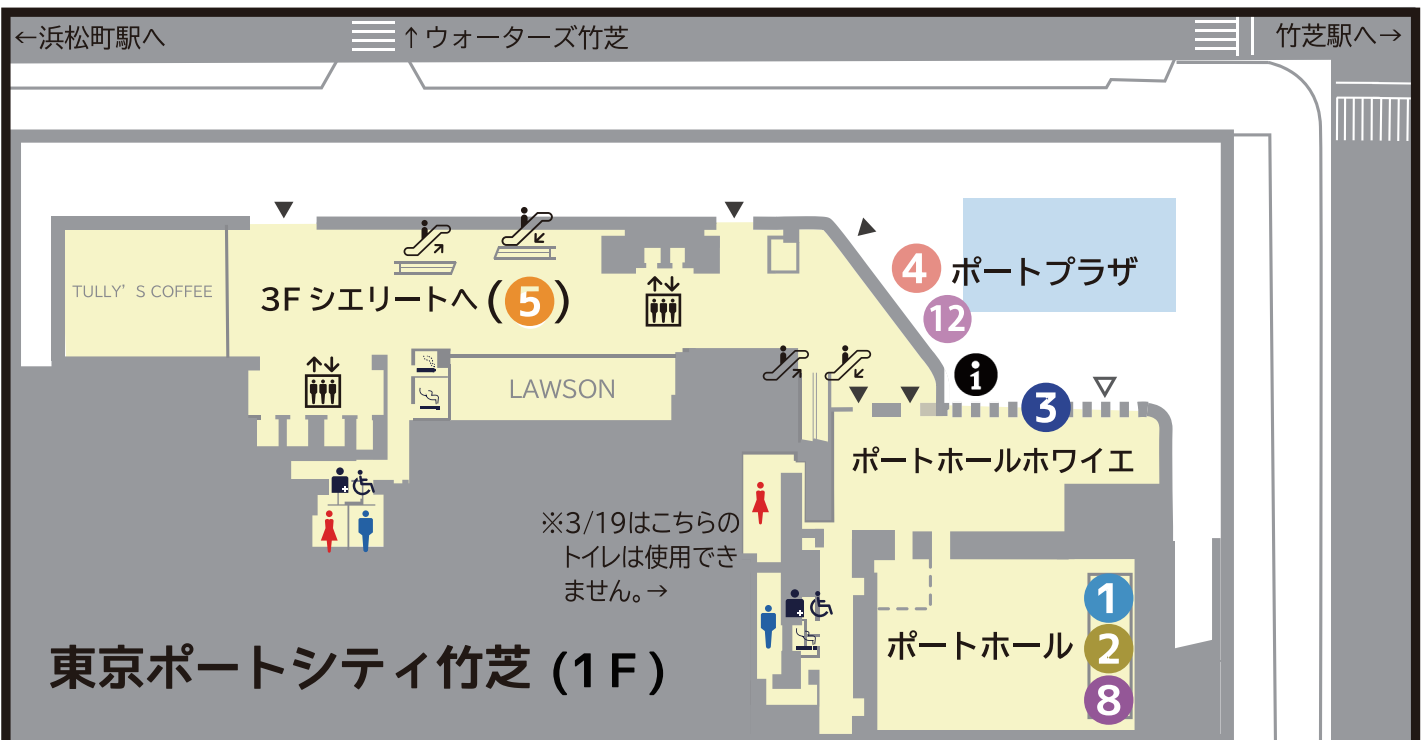 ←浜松町駅へ
↑ウォーターズ竹芝
竹芝駅へ→
TULLY'S COFFEE
3F シエリートへ (5)
4
ポートプラザ
12
i
3
LAWSON
ポートホールホワイエ
※3/19はこちらの
トイレは使用でき
ません。→
1
ポートホール
2
8
東京ポートシティ竹芝 (1F)